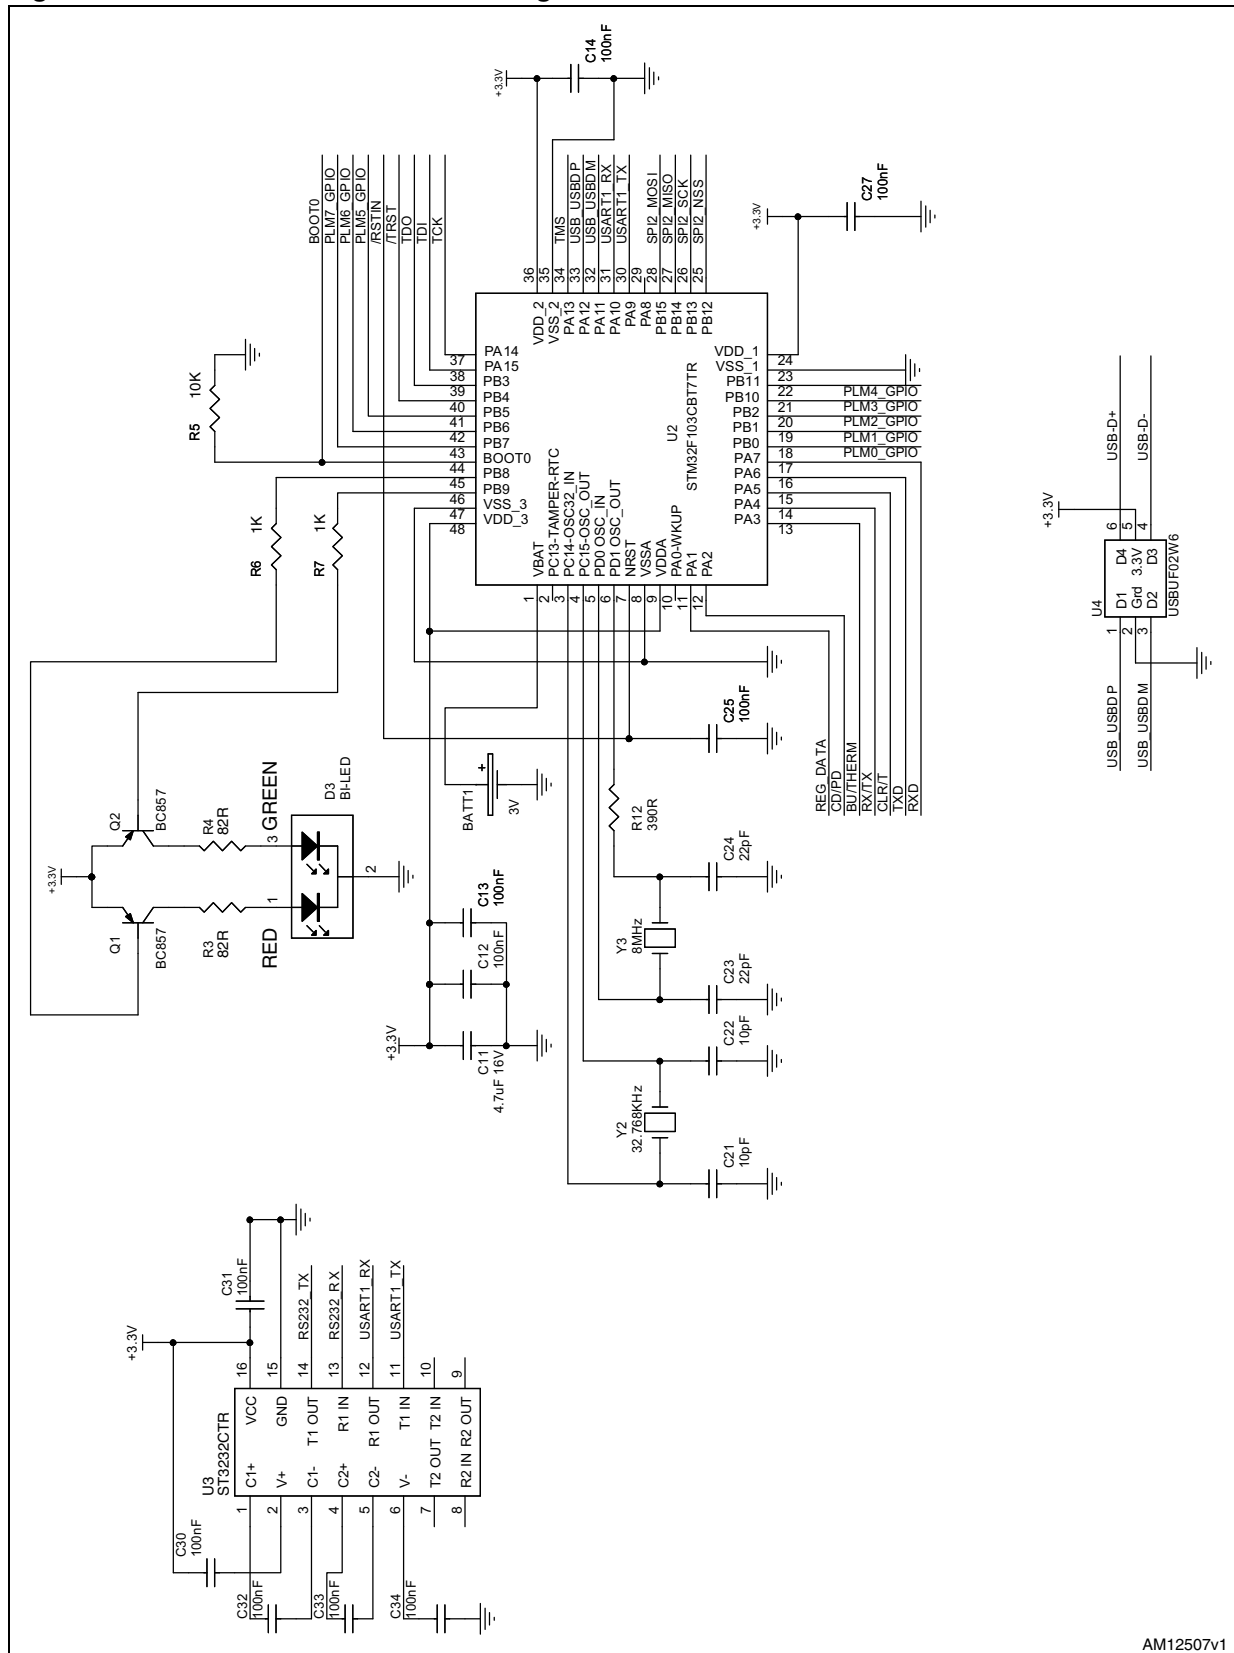 C14
100nF
+3.3V
BOOT0
PLM7_GPIO
PLM6_GPIO
PLM5_GPIO
/RSTIN
/TRST
TDO
TDI
TCK
TMS
USB_USBDP
USB_USBDM
USART1_RX
USART1_TX
SPI2_MOSI
SPI2_MISO
SPI2_SCK
SPI2_NSS
+3.3V
C27
100nF
36
35
34
33
32
31
30
29
28
27
26
25
VDD_2
VSS_2
PA13
PA12
PA11
PA10
PA9
PA8
PB15
PB14
PB13
PB12
37
38
39
40
41
42
43
44
45
46
47
48
PA14
PA15
PB3
PB4
PB5
PB6
PB7
BOOT0
PB8
PB9
VSS_3
VDD_3
U2
STM32F103CBT7TR
VDD_1
VSS_1
PB11
PB10
PB2
PB1
PB0
PA7
PA6
PA5
PA4
PA3
24
23
22
21
20
19
18
17
16
15
14
13
PLM4_GPIO
PLM3_GPIO
PLM2_GPIO
PLM1_GPIO
PLM0_GPIO
VBAT
PC13-TAMPER-RTC
PC14-OSC32_IN
PC15-OSC_OUT
PD0 OSC_IN
PD1 OSC_OUT
NRST
VSSA
VDDA
PA0-WKUP
PA1
PA2
1
2
3
4
5
6
7
8
9
10
11
12
R5
10K
R6
1K
R7
1K
USB-D+
USB-D-
+3.3V
6
5
4
D4
3.3V
D3
U4
D1
Grd
D2
USBUF02W6
1
2
3
USB_USBDP
USB_USBDM
C25
100nF
REG_DATA
CD/PD
BU/THERM
RX/TX
CLR/T
TXD
RXD
BATT1
+
3V
R12
390R
+3.3V
Q2
BC857
R4
82R
3
GREEN
D3
BI-LED
2
Q1
BC857
R3
82R
1
RED
C13
100nF
C12
100nF
C11
4.7uF 16V
+3.3V
C24
22pF
Y3
8MHz
C23
22pF
C22
10pF
Y2
32.768KHz
C21
10pF
C31
100nF
+3.3V
RS232_TX
RS232_RX
USART1_RX
USART1_TX
16
15
14
13
12
11
10
9
VCC
GND
T1 OUT
R1 IN
R1 OUT
T1 IN
T2 OUT T2 IN
R2 IN R2 OUT
U3
ST3232CTR
C1+
V+
C1-
C2+
C2-
V-
1
2
3
4
5
6
7
8
C30
100nF
C32
100nF
C33
100nF
C34
100nF
AM12507v1